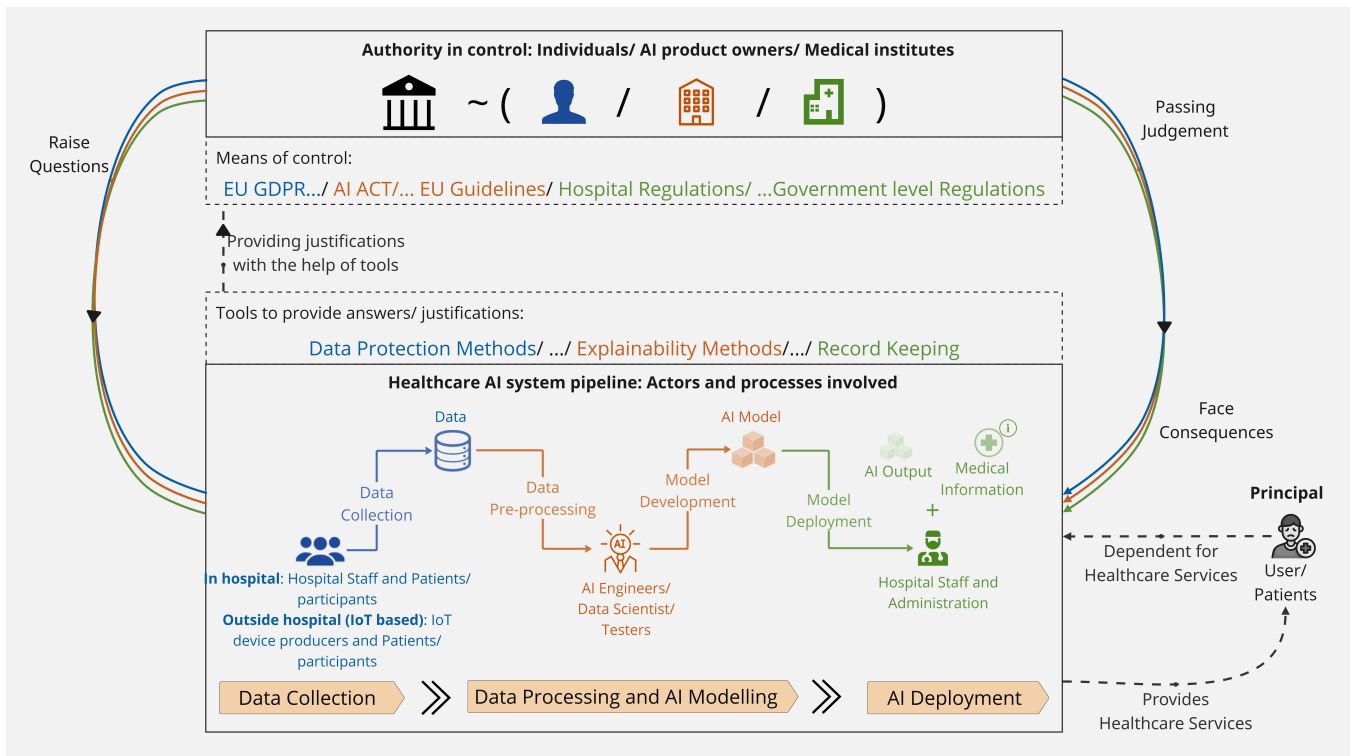 Authority in control: Individuals/ AI product owners/ Medical institutes
~ ( / / )
Raise
Questions
Passing
Judgement
Means of control:
EU GDPR.../ AI ACT/... EU Guidelines/ Hospital Regulations/ ...Government level Regulations
Providing justifications
with the help of tools
Tools to provide answers/ justifications:
Data Protection Methods/ .../ Explainability Methods/.../ Record Keeping
Healthcare AI system pipeline: Actors and processes involved
Data
Data
Collection
In hospital: Hospital Staff and Patients/
participants
Outside hospital (IoT based): IoT
device producers and Patients/
participants
Data
Pre-processing
AI
AI Engineers/
Data Scientist/
Testers
Model
Development
AI Model
Model
Deployment
AI Output
i
Medical
Information
+
Hospital Staff and
Administration
Data Collection
Data Processing and AI Modelling
AI Deployment
Face
Consequences
Principal
User/
Patients
Dependent for
Healthcare Services
Provides
Healthcare Services